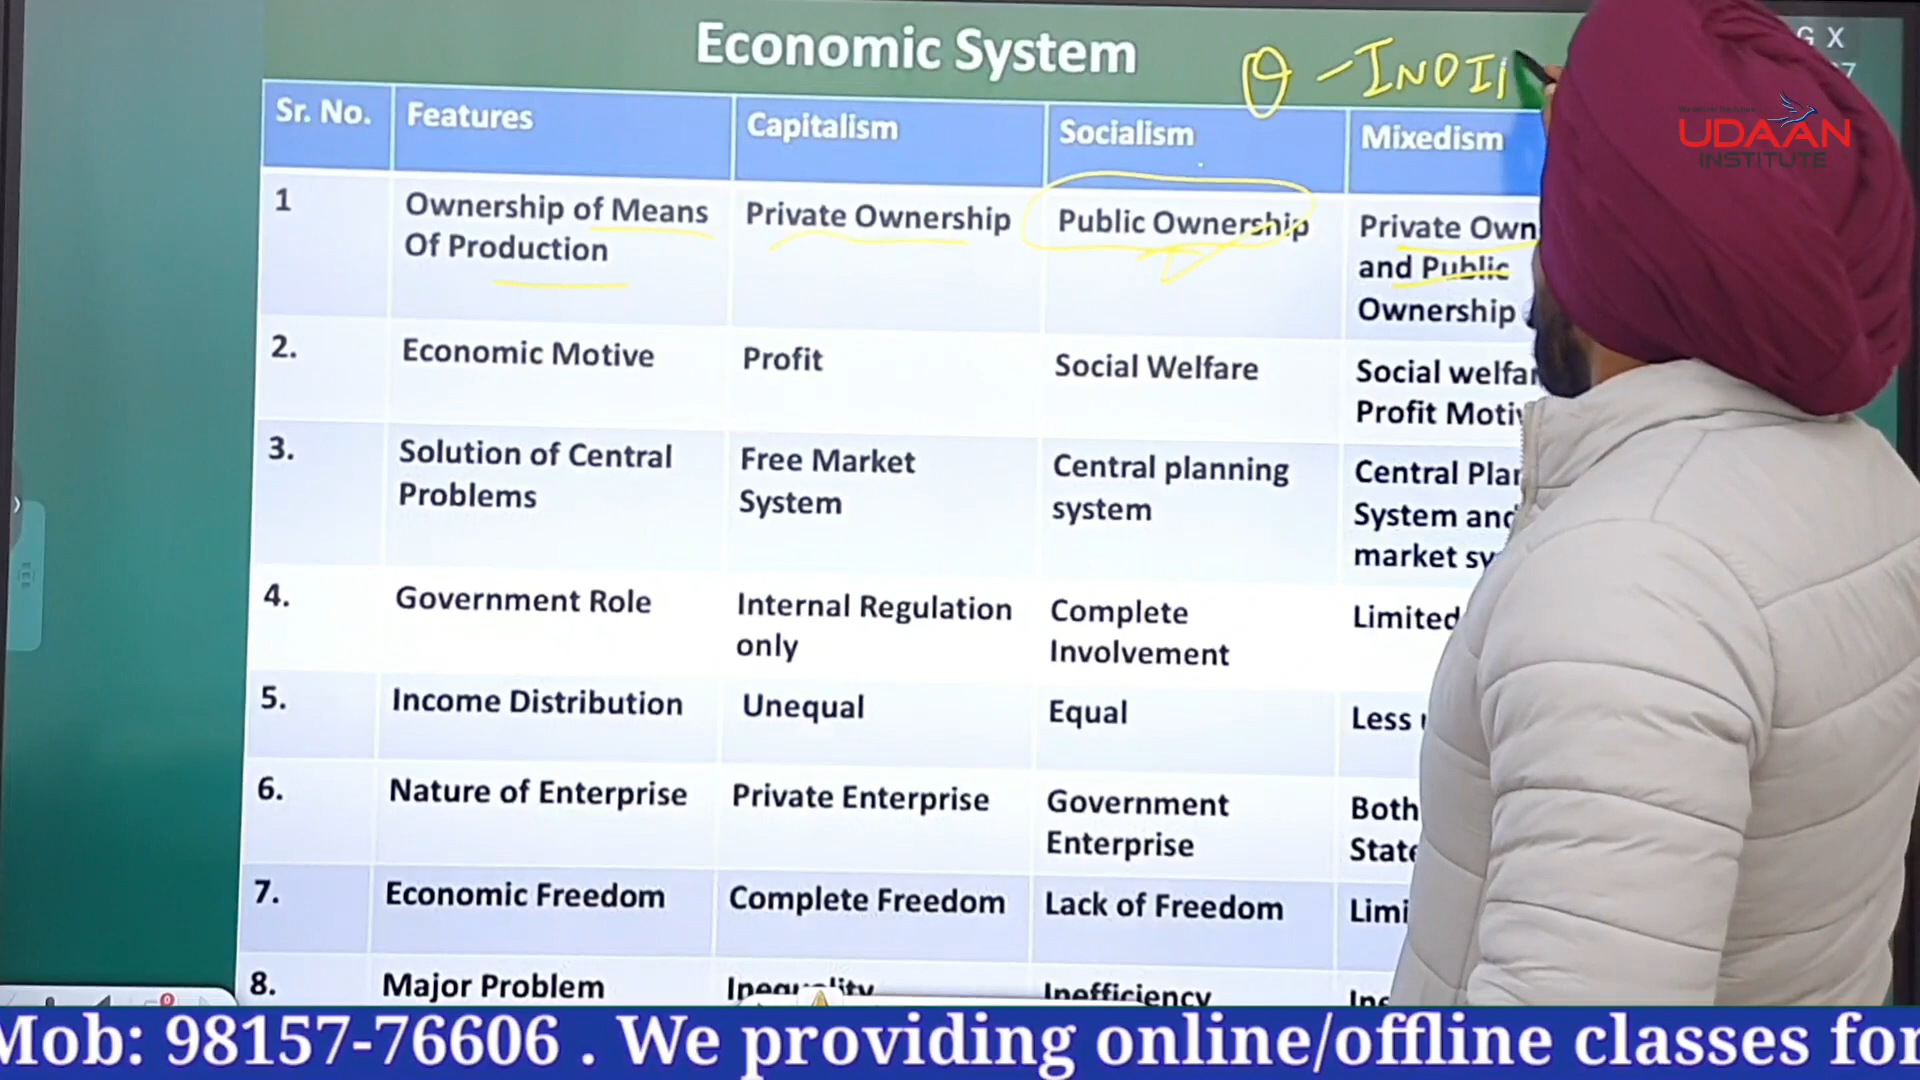 Economic System
θ - INDI
G X
UDAAN
INSTITUTE
Sr. No. Features Capitalism Socialism Mixedism
1 Ownership of Means Private Ownership Public Ownership Private Own
Of Production and Public
Ownership
2. Economic Motive Profit Social Welfare Social welfar
Profit Moti
3. Solution of Central Free Market Central planning Central Plan
Problems System system System and
market sy
4. Government Role Internal Regulation Complete Limited
only Involvement
5. Income Distribution Unequal Equal Less
6. Nature of Enterprise Private Enterprise Government Both
Enterprise State
7. Economic Freedom Complete Freedom Lack of Freedom Limi
8. Major Problem Inequality Inefficiency Ine
Mob: 98157-76606 . We providing online/offline classes for